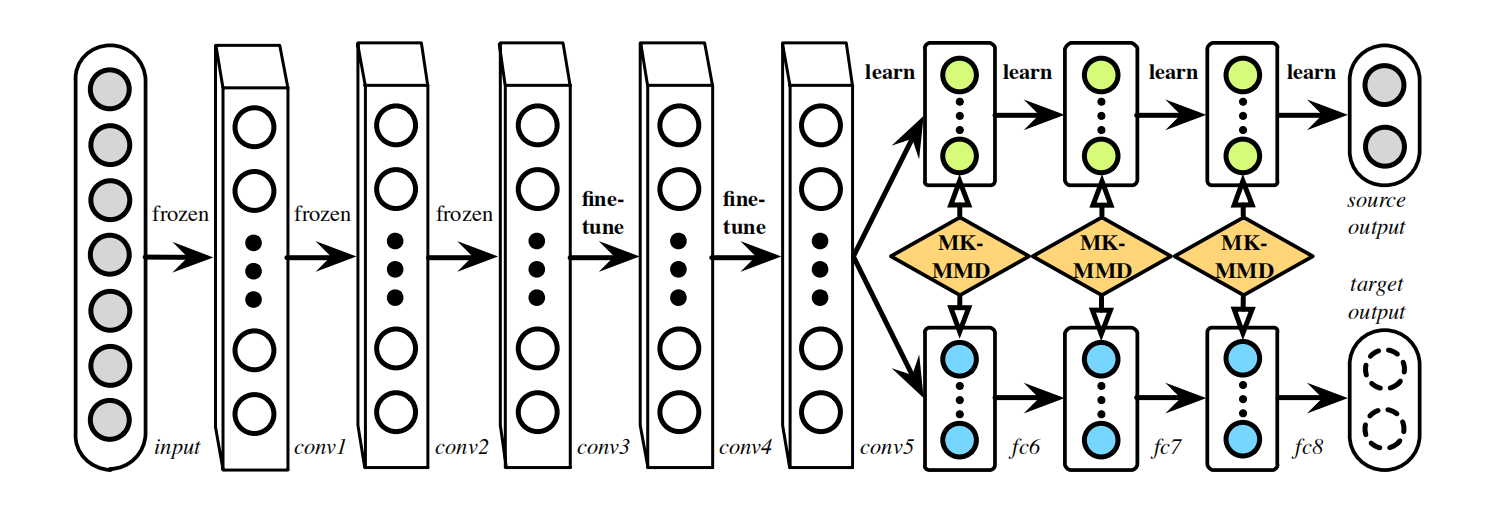 learn
learn
learn
learn
frozen
frozen
frozen
fine-
tune
fine-
tune
source
output
MK-
MMD
MK-
MMD
MK-
MMD
target
output
input
conv1
conv2
conv3
conv4
conv5
fc6
fc7
fc8